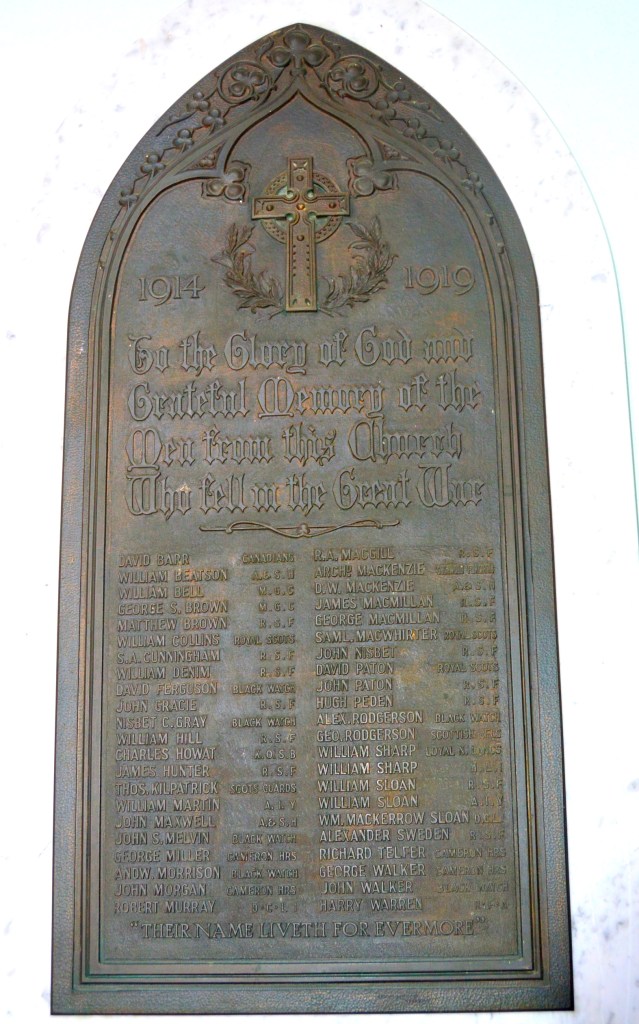 1914 1919
To the Glory of God and
Grateful Memory of the
Men from this Church
Who fell in the Great War
DAVID BARR CANADIANS
WILLIAM BEATSON A.&S.H
WILLIAM BELL M.G.C
GEORGE S. BROWN M.G.C
MATTHEW BROWN R.S.F
WILLIAM COLLINS ROYAL SCOTS
S.A. CUNNINGHAM R.S.F
WILLIAM DENIM R.S.F
DAVID FERGUSON BLACK WATCH
JOHN GRACIE R.S.F
NISBET C. GRAY BLACK WATCH
WILLIAM HILL R.S.F
CHARLES HOWAT K.O.S.B
JAMES HUNTER R.S.F
THOS. KILPATRICK SCOTS GUARDS
WILLIAM MARTIN A.I.F
JOHN MAXWELL A.&S.H
JOHN S. MELVIN BLACK WATCH
GEORGE MILLER CAMERON HRS
ANDW. MORRISON BLACK WATCH
JOHN MORGAN CAMERON HRS
ROBERT MURRAY
R.A. MACGILL R.S.F
ARCHD MACKENZIE
D.W. MACKENZIE A.&S.H
JAMES MACMILLAN R.S.F
GEORGE MACMILLAN R.S.F
SAML. MACWHIRTER ROYAL SCOTS
JOHN NISBET R.S.F
DAVID PATON ROYAL SCOTS
JOHN PATON R.S.F
HUGH PEDEN R.S.F
ALEX. RODGERSON BLACK WATCH
GEO. RODGERSON SCOTTISH
WILLIAM SHARP LOYAL N. LANCS
WILLIAM SHARP
WILLIAM SLOAN R.S.F
WILLIAM SLOAN
WM. MACKERROW SLOAN
ALEXANDER SWEDEN R.S.F
RICHARD TELFER CAMERON HRS
GEORGE WALKER CAMERON HRS
JOHN WALKER BLACK WATCH
HARRY WARREN
"THEIR NAME LIVETH FOR EVERMORE"